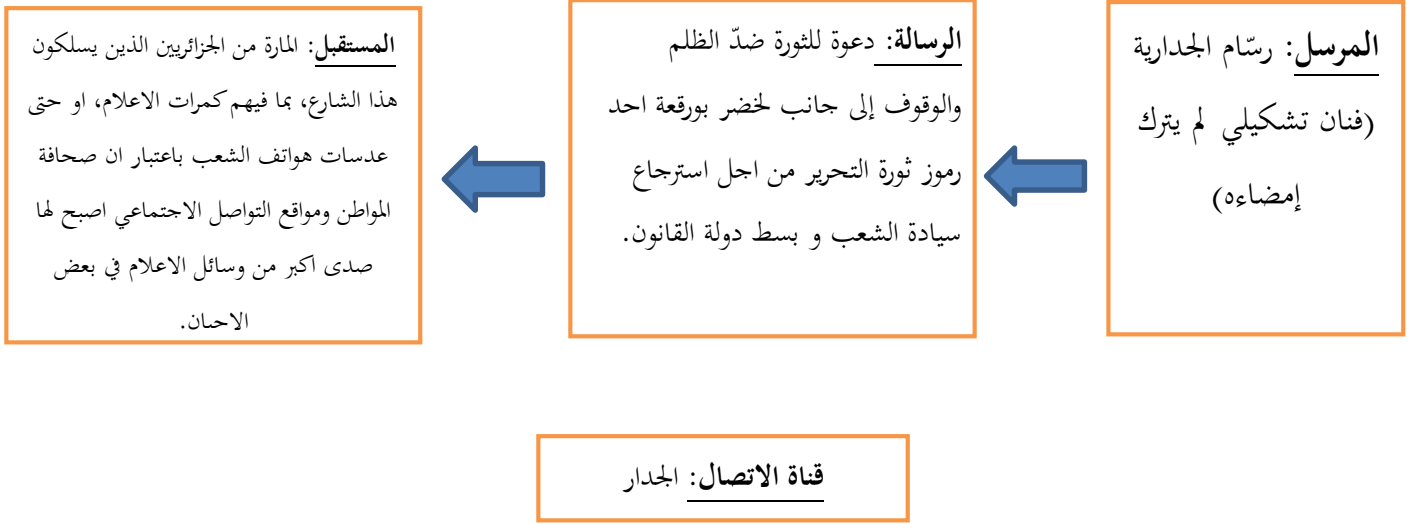 المرسل: رسّام الجدارية
(فنان تشكيلي لم يترك
إمضاءه)
الرسالة: دعوة للثورة ضدّ الظلم
والوقوف إلى جانب لخضر بورقعة احد
رموز ثورة التحرير من اجل استرجاع
سيادة الشعب و بسط دولة القانون.
المستقبل: المارة من الجزائريين الذين يسلكون
هذا الشارع، بما فيهم كمرات الاعلام، او حتى
عدسات هواتف الشعب باعتبار ان صحافة
المواطن ومواقع التواصل الاجتماعي اصبح لها
صدى اكبر من وسائل الاعلام في بعض
الاحيان.
قناة الاتصال: الجدار